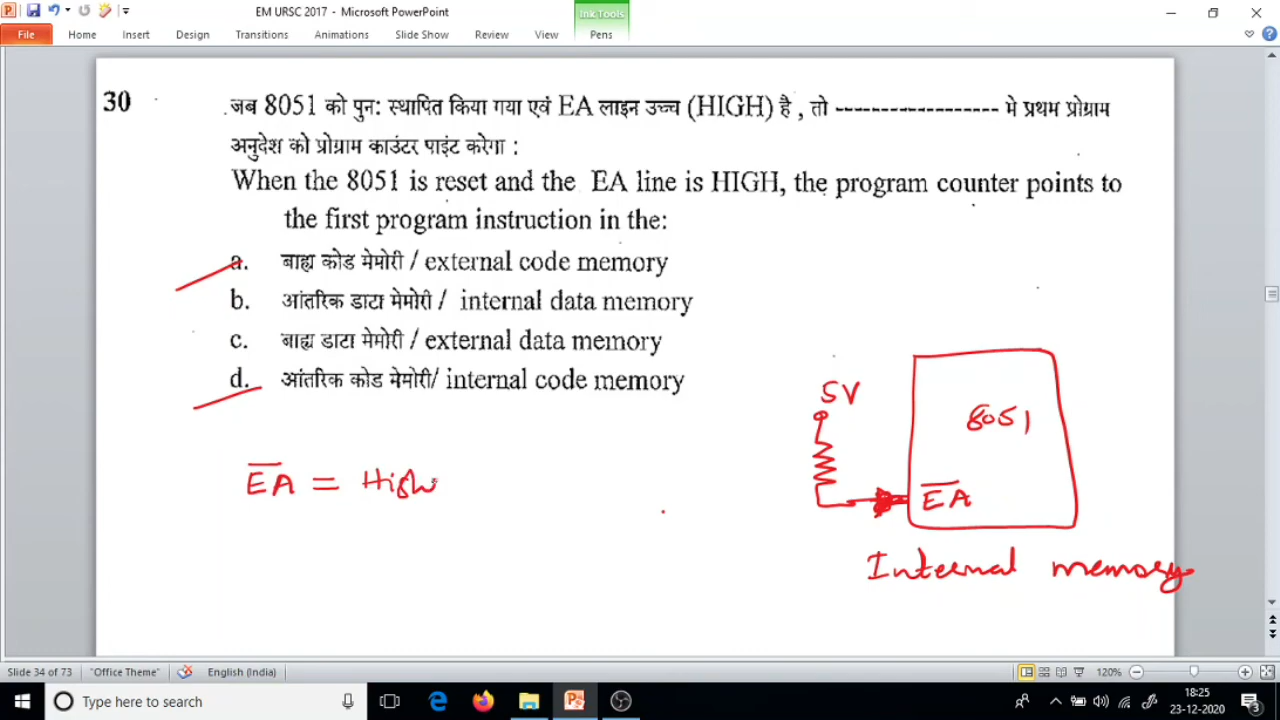 EM URSC 2017 - Microsoft PowerPoint
Ink Tools
File Home Insert Design Transitions Animations Slide Show Review View Pens
30 जब 8051 को पुन: स्थापित किया गया एवं EA लाइन उच्च (HIGH) है , तो ------------------ मे प्रथम प्रोग्राम
अनुदेश को प्रोग्राम काउंटर पाइंट करेगा :
When the 8051 is reset and the EA line is HIGH, the program counter points to
the first program instruction in the:
a. बाह्य कोड मेमोरी / external code memory
b. आंतरिक डाटा मेमोरी / internal data memory
c. बाह्य डाटा मेमोरी / external data memory
d. आंतरिक कोड मेमोरी/ internal code memory
5V
8051
EA = High
EA
Internal memory
Slide 34 of 73 "Office Theme" English (India) 120%
Type here to search
18:25
23-12-2020
3